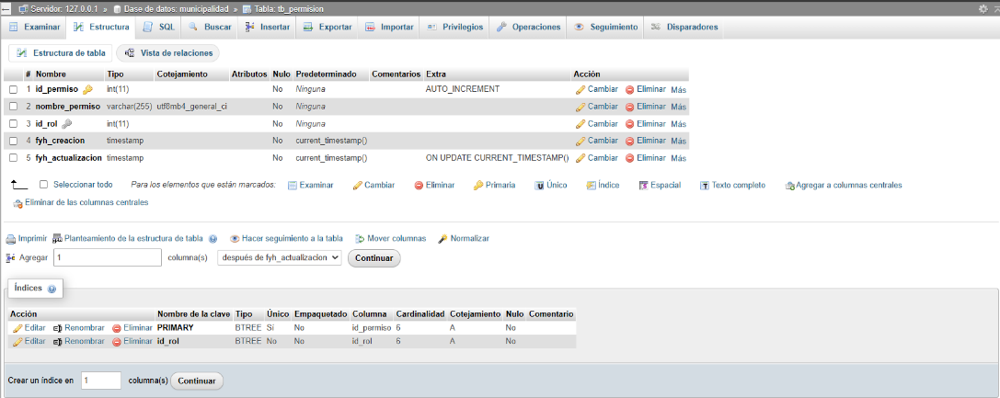 Servidor: 127.0.0.1 » Base de datos: municipalidad » Tabla: tb_permision
Examinar Estructura SQL Buscar Insertar Exportar Importar Privilegios Operaciones Seguimiento Disparadores
Estructura de tabla Vista de relaciones
# Nombre Tipo Cotejamiento Atributos Nulo Predeterminado Comentarios Extra Acción
1 id_permiso int(11) No Ninguna AUTO_INCREMENT Cambiar Eliminar Más
2 nombre_permiso varchar(255) utf8mb4_general_ci No Ninguna Cambiar Eliminar Más
3 id_rol int(11) No Ninguna Cambiar Eliminar Más
4 fyh_creacion timestamp No current_timestamp() Cambiar Eliminar Más
5 fyh_actualizacion timestamp No current_timestamp() ON UPDATE CURRENT_TIMESTAMP() Cambiar Eliminar Más
Seleccionar todo Para los elementos que están marcados: Examinar Cambiar Eliminar Primaria Único Índice Espacial Texto completo Agregar a columnas centrales
Eliminar de las columnas centrales
Imprimir Planteamiento de la estructura de tabla Hacer seguimiento a la tabla Mover columnas Normalizar
Agregar 1 columna(s) después de fyh_actualizacion Continuar
Índices
Acción Nombre de la clave Tipo Único Empaquetado Columna Cardinalidad Cotejamiento Nulo Comentario
Editar Renombrar Eliminar PRIMARY BTREE Sí No id_permiso 6 A No
Editar Renombrar Eliminar id_rol BTREE No No id_rol 6 A No
Crear un índice en 1 columna(s) Continuar